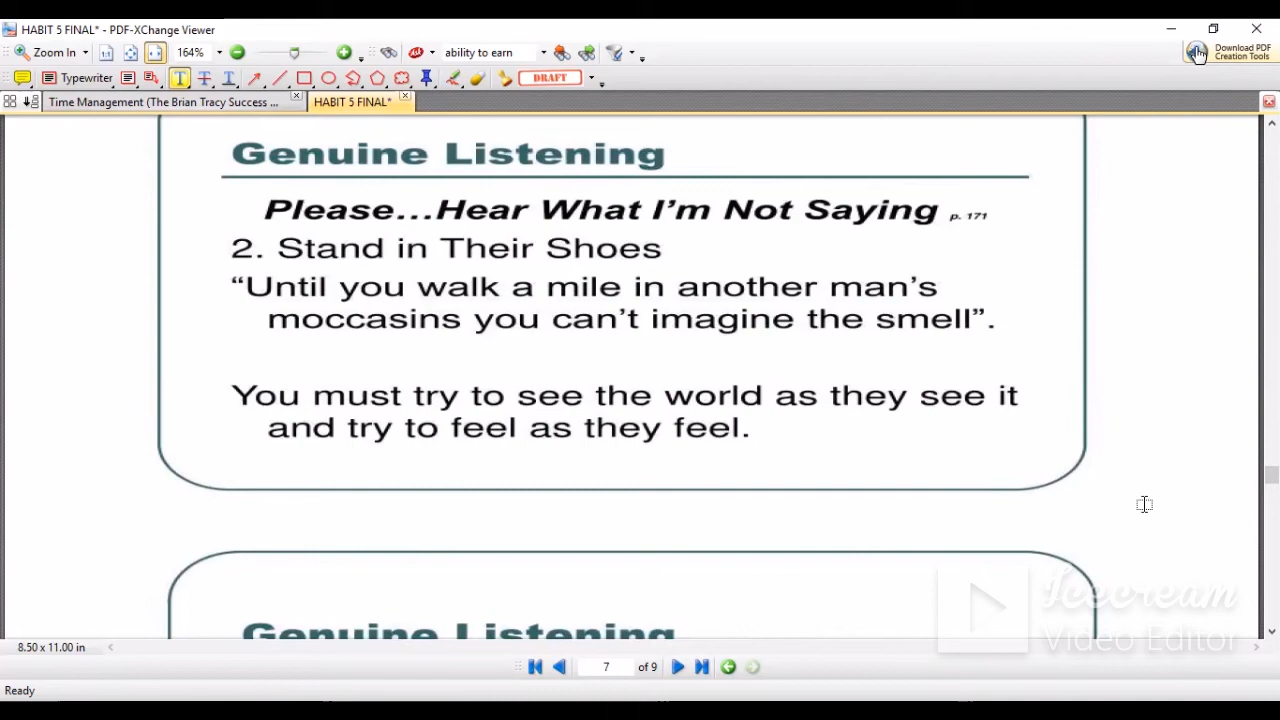 HABIT 5 FINAL* - PDF-XChange Viewer
Zoom In
164%
ability to earn
Download PDF
Creation Tools
Typewriter
DRAFT
Time Management (The Brian Tracy Success ...
HABIT 5 FINAL*
Genuine Listening
Please...Hear What I'm Not Saying p. 171
2. Stand in Their Shoes
“Until you walk a mile in another man's
moccasins you can't imagine the smell”.
You must try to see the world as they see it
and try to feel as they feel.
Genuine Listening
Icecream
Video Editor
8.50 x 11.00 in
7 of 9
Ready